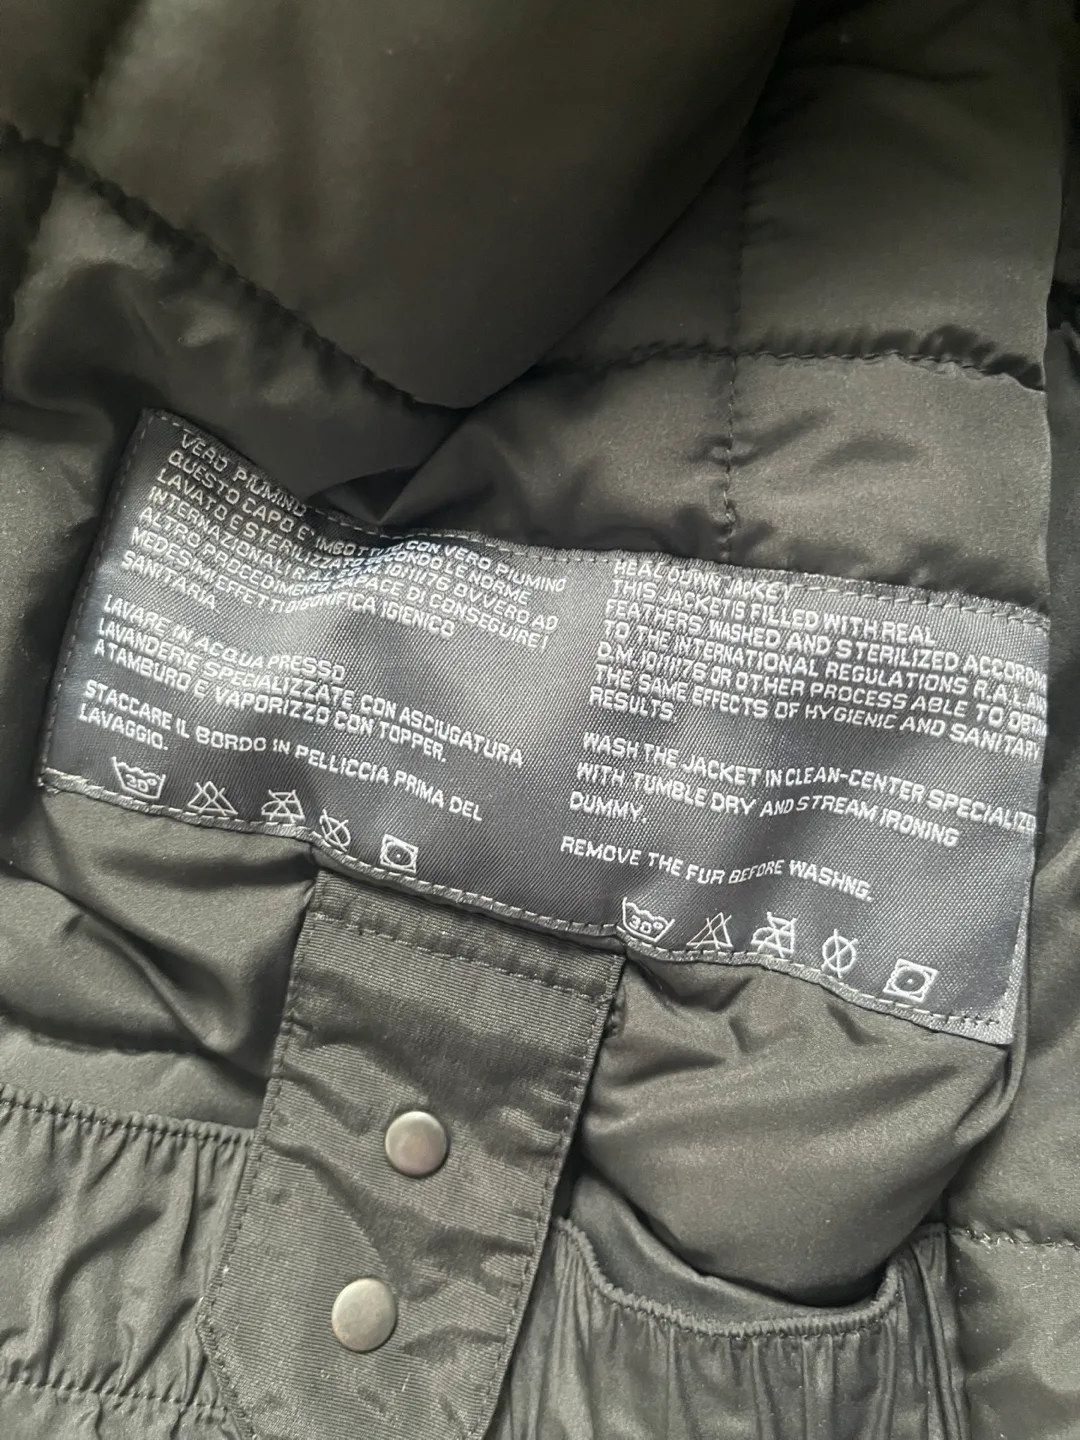 VERO PIUMINO
QUESTO CAPO E' IMBOTTITO CON VERO PIUMINO
LAVATO E STERILIZZATO SECONDO LE NORME
INTERNAZIONALI R.A.L. 10/11/76 OVVERO AD
ALTRO PROCEDIMENTO CAPACE DI CONSEGUIRE I
MEDESIMI EFFETTI DI BONIFICA IGIENICO
SANITARIA
LAVARE IN ACQUA PRESSO
LAVANDERIE SPECIALIZZATE CON ASCIUGATURA
A TAMBURO E VAPORIZZO CON TOPPER.
STACCARE IL BORDO IN PELLICCIA PRIMA DEL
LAVAGGIO.
30°
REAL DOWN JACKET
THIS JACKET IS FILLED WITH REAL
FEATHERS WASHED AND STERILIZED
TO THE INTERNATIONAL REGULATIONS R.A.L.
D.M. 10/11/76 OR OTHER PROCESS ABLE TO
THE SAME EFFECTS OF HYGIENIC AND SANITARY
RESULTS.
WASH THE JACKET IN CLEAN-CENTER
WITH TUMBLE DRY AND STREAM IRONING
DUMMY.
REMOVE THE FUR BEFORE WASHNG.
30°